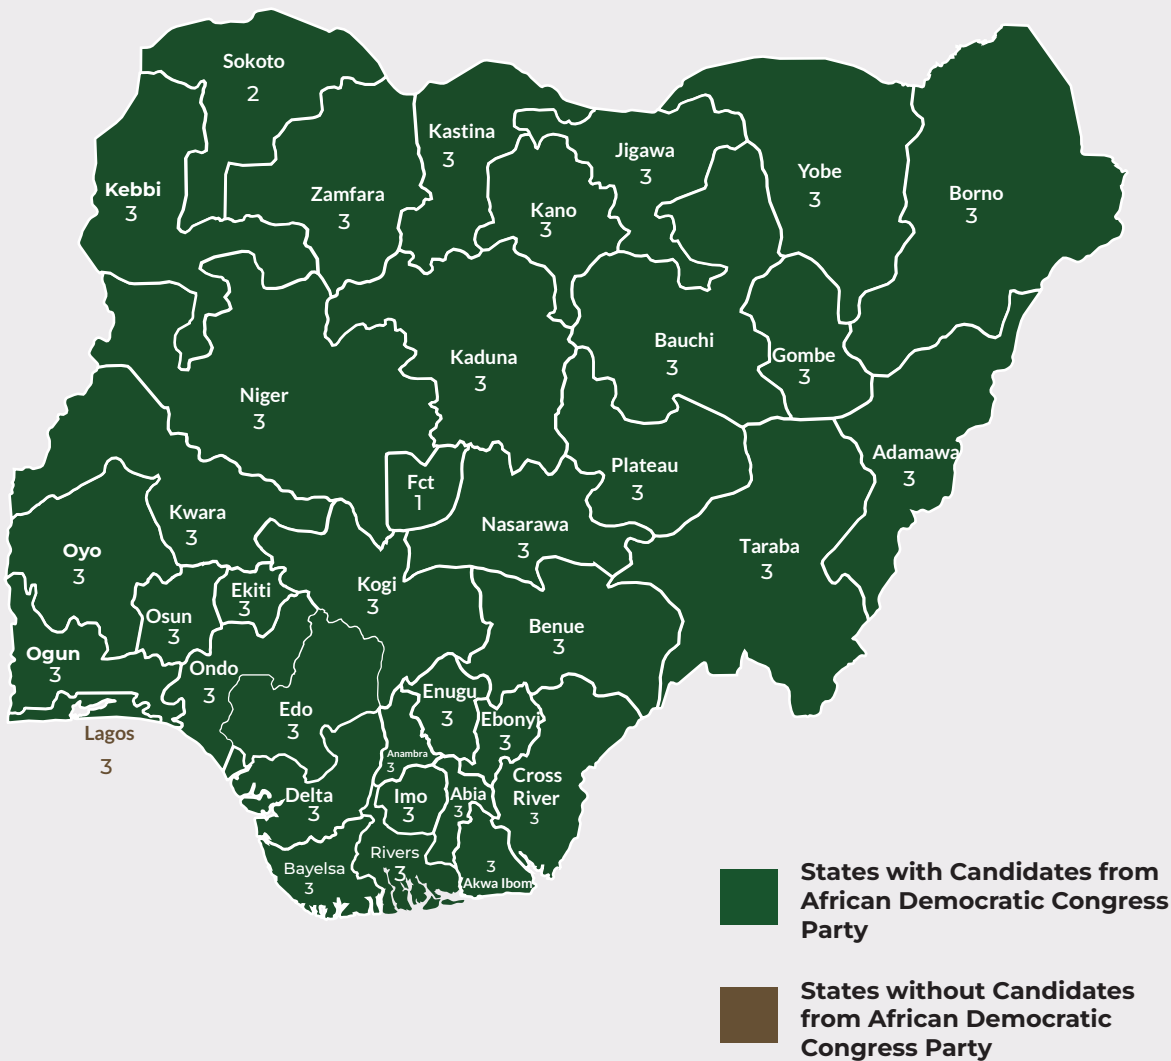 Sokoto
2
Kastina
3
Jigawa
3
Yobe
3
Borno
3
Kebbi
3
Zamfara
3
Kano
3
Bauchi
3
Gombe
3
Kaduna
3
Niger
3
Adamawa
3
Plateau
3
Fct
1
Kwara
3
Nasarawa
3
Taraba
3
Oyo
3
Kogi
3
Ekiti
3
Osun
3
Benue
3
Ogun
3
Ondo
3
Edo
3
Enugu
3
Ebonyi
3
Lagos
3
Anambra
3
Cross
River
3
Delta
3
Imo
3
Abia
3
Bayelsa
3
Rivers
3
3
Akwa Ibom
States with Candidates from
African Democratic Congress
Party
States without Candidates
from African Democratic
Congress Party